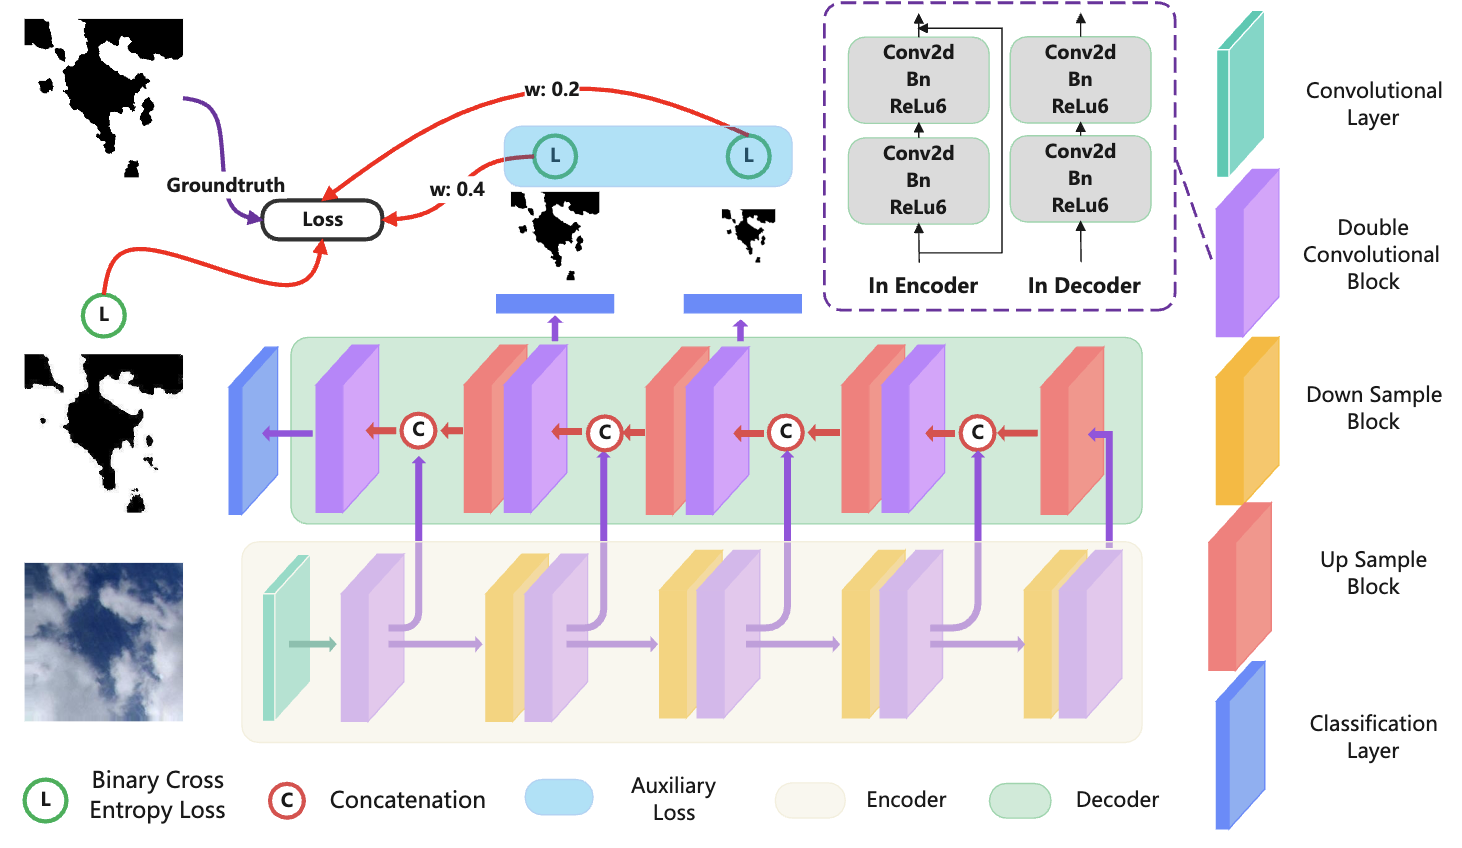 w: 0.2
L
L
w: 0.4
Groundtruth
Loss
L
Conv2d
Bn
ReLu6
Conv2d
Bn
ReLu6
In Encoder
Conv2d
Bn
ReLu6
Conv2d
Bn
ReLu6
In Decoder
Convolutional
Layer
Double
Convolutional
Block
Down Sample
Block
Up Sample
Block
Classification
Layer
C
C
C
C
L
Binary Cross
Entropy Loss
C
Concatenation
Auxiliary
Loss
Encoder
Decoder